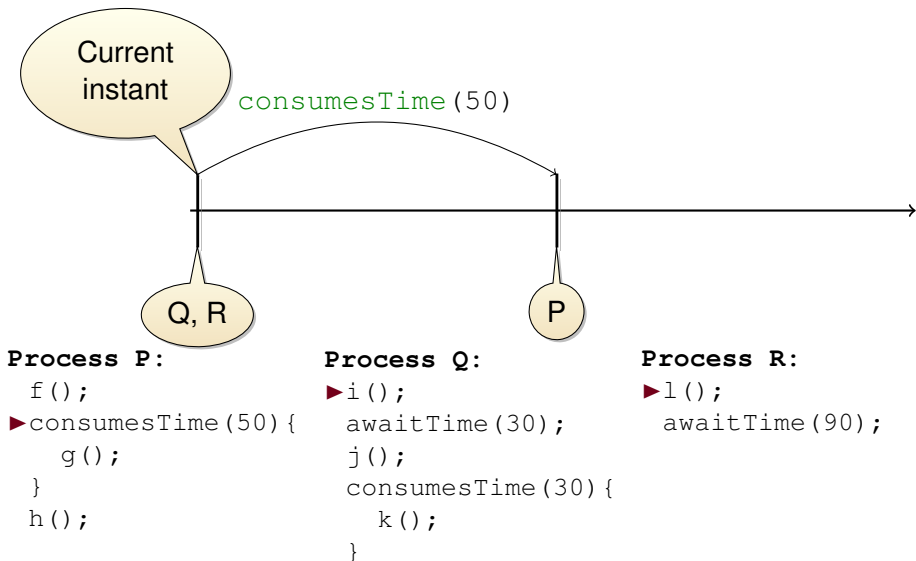 Current
instant
consumesTime(50)
Q, R
P
Process P:
f();
►consumesTime(50){
g();
}
h();
Process Q:
►i();
awaitTime(30);
j();
consumesTime(30){
k();
}
Process R:
►l();
awaitTime(90);